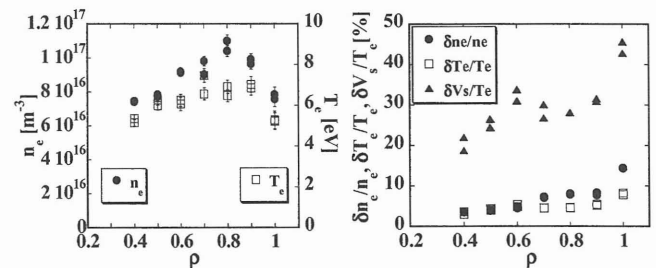 1.2 10^17
1 10^17
8 10^16
6 10^16
4 10^16
2 10^16
0
n_e [m^-3]
10
8
6
4
2
0
T_e [eV]
n_e
T_e
0.2 0.4 0.6 0.8 1
ρ
50
40
30
20
10
0
δn_e/n_e, δT_e/T_e, δV_s/T_e [%]
δne/ne
δTe/Te
δVs/Te
0.2 0.4 0.6 0.8 1
ρ